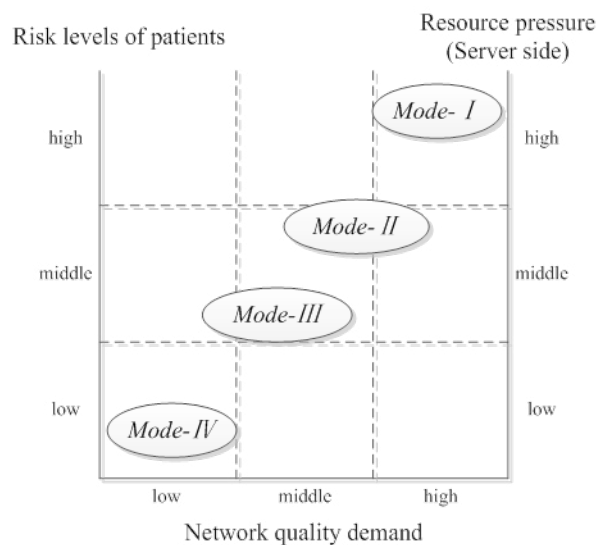 Risk levels of patients
Resource pressure
(Server side)
high
Mode- I
high
Mode- II
middle
middle
Mode-III
low
Mode-IV
low
low
middle
high
Network quality demand